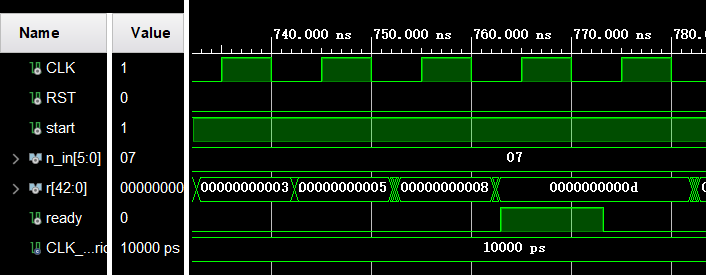 Name Value 740.000 ns 750.000 ns 760.000 ns 770.000 ns 780.
CLK 1
RST 0
start 1
n_in[5:0] 07 07
r[42:0] 00000000 00000000003 00000000005 00000000008 0000000000d
ready 0
CLK_...ric 10000 ps 10000 ps